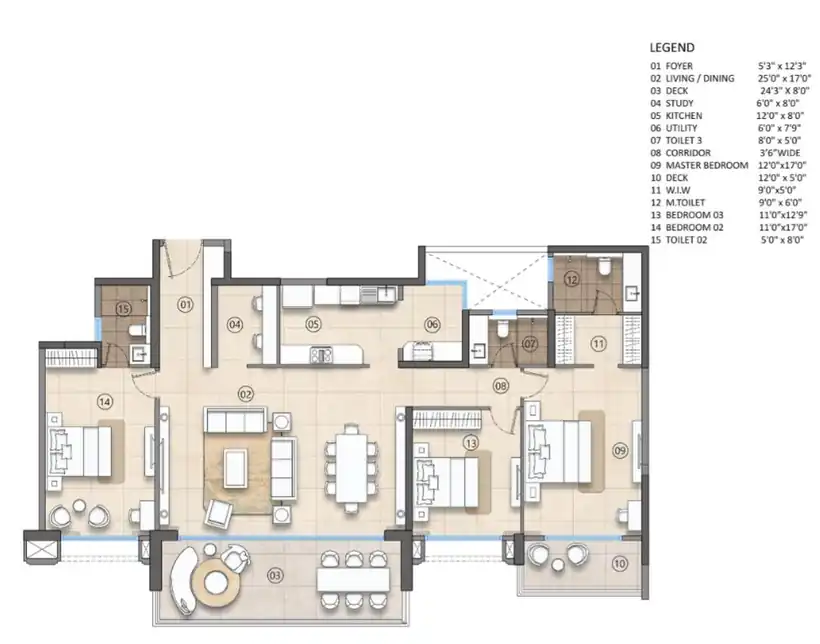 LEGEND
01 FOYER 5'3" x 12'3"
02 LIVING / DINING 25'0" x 17'0"
03 DECK 24'3" X 8'0"
04 STUDY 6'0" x 8'0"
05 KITCHEN 12'0" x 8'0"
06 UTILITY 6'0" x 7'9"
07 TOILET 3 8'0" x 5'0"
08 CORRIDOR 3'6"WIDE
09 MASTER BEDROOM 12'0"x17'0"
10 DECK 12'0" x 5'0"
11 W.I.W 9'0"x5'0"
12 M.TOILET 9'0" x 6'0"
13 BEDROOM 03 11'0"x12'9"
14 BEDROOM 02 11'0"x17'0"
15 TOILET 02 5'0" x 8'0"
12
01
15
04
05
06
07
11
08
02
14
13
09
03
10